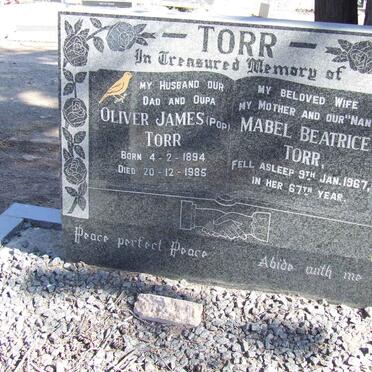 TORR
In Treasured Memory of
MY HUSBAND OUR
DAD AND OUPA
OLIVER JAMES (POP)
TORR
BORN 4-2-1894
DIED 20-12-1985
MY BELOVED WIFE
MY MOTHER AND OUR "NAN
MABEL BEATRICE
TORR,
FELL ASLEEP 9TH JAN. 1967,
IN HER 67TH YEAR.
Peace perfect Peace
Abide with me